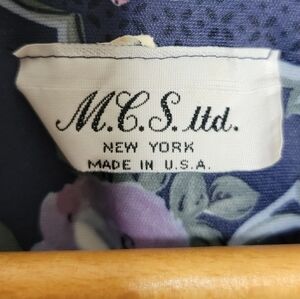 M.C.S. ltd.
NEW YORK
MADE IN U.S.A.